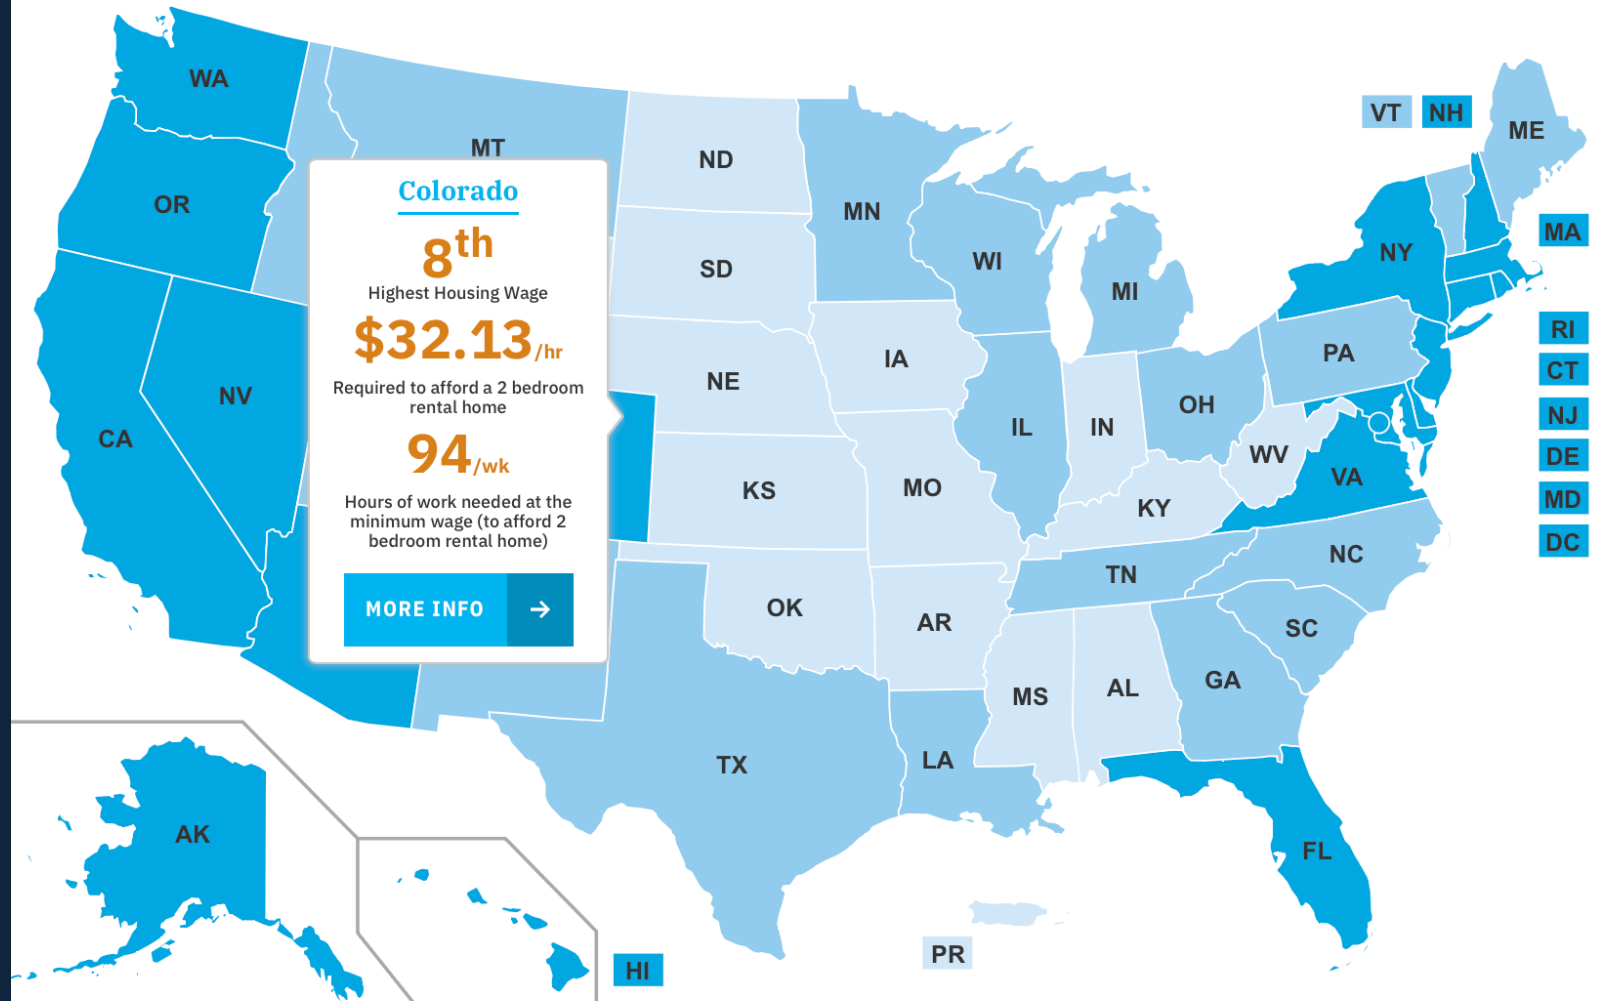 WA
MT
ND
VT
NH
ME
OR
MN
SD
WI
MI
NY
MA
Colorado
8th
Highest Housing Wage
$32.13/hr
Required to afford a 2 bedroom
rental home
94/wk
Hours of work needed at the
minimum wage (to afford 2
bedroom rental home)
MORE INFO →
NV
CA
NE
IA
PA
RI
CT
IL
IN
OH
NJ
WV
DE
KS
MO
KY
VA
MD
DC
TN
NC
OK
AR
SC
MS
AL
GA
TX
LA
AK
FL
PR
HI